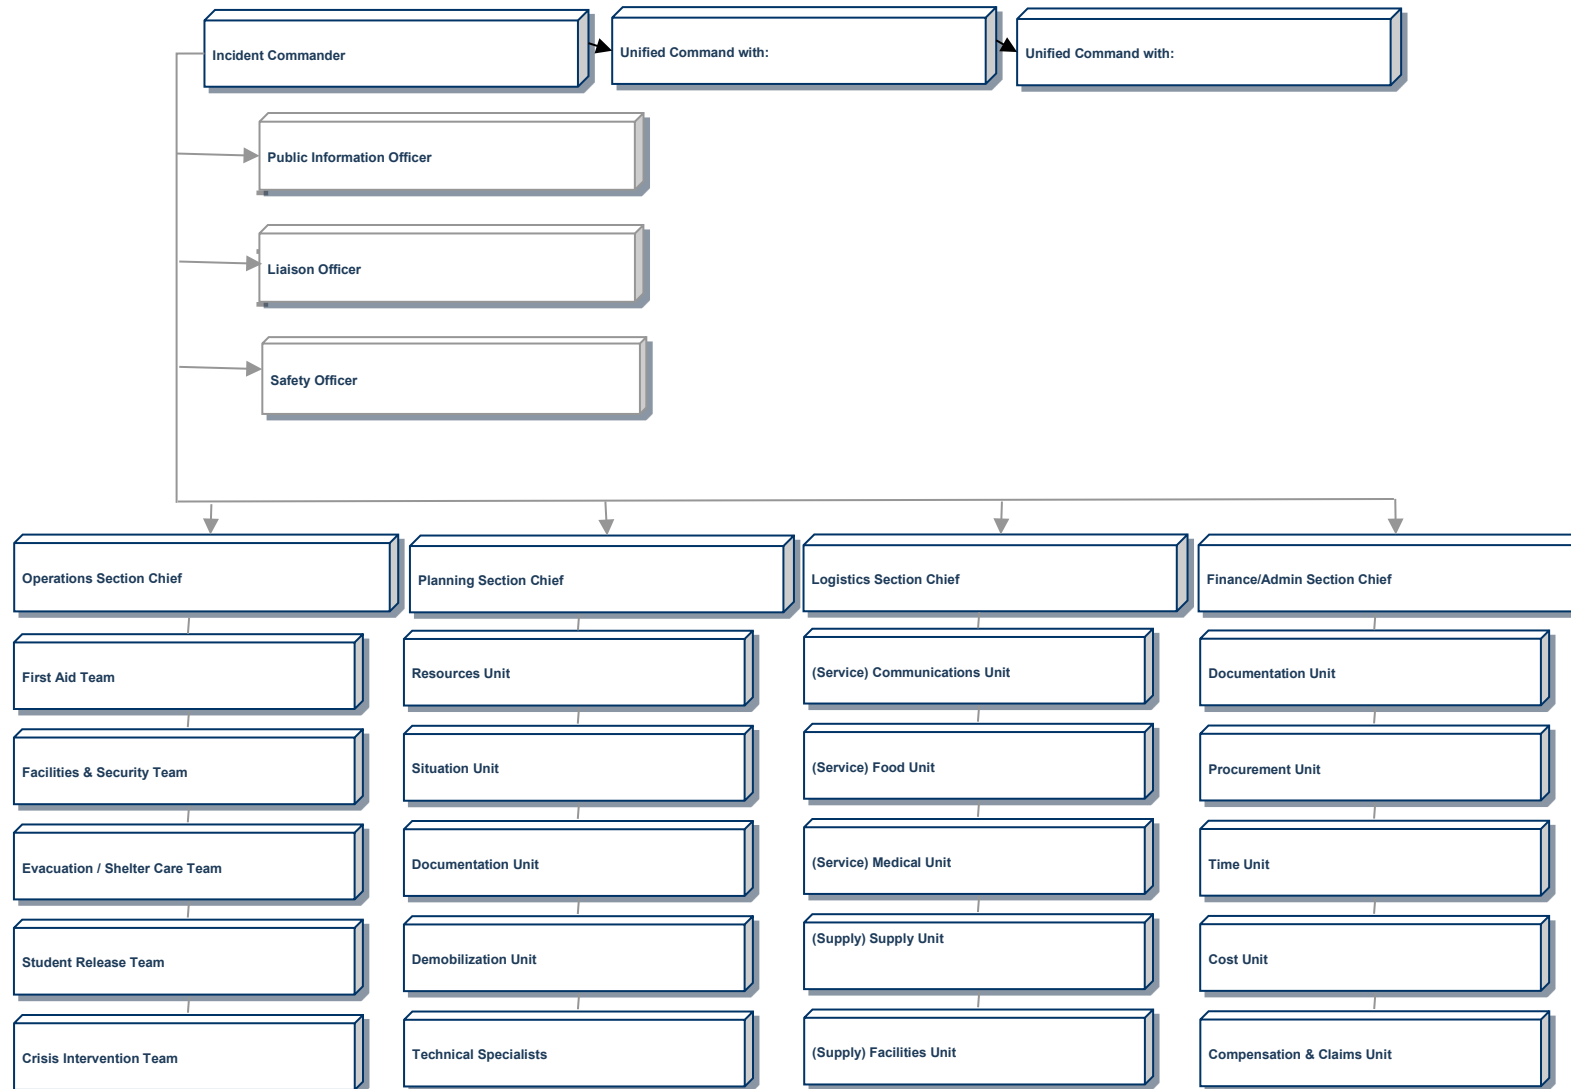 Incident Commander
Unified Command with:
Unified Command with:
Public Information Officer
Liaison Officer
Safety Officer
Operations Section Chief
Planning Section Chief
Logistics Section Chief
Finance/Admin Section Chief
First Aid Team
Resources Unit
(Service) Communications Unit
Documentation Unit
Facilities & Security Team
Situation Unit
(Service) Food Unit
Procurement Unit
Evacuation / Shelter Care Team
Documentation Unit
(Service) Medical Unit
Time Unit
Student Release Team
Demobilization Unit
(Supply) Supply Unit
Cost Unit
Crisis Intervention Team
Technical Specialists
(Supply) Facilities Unit
Compensation & Claims Unit